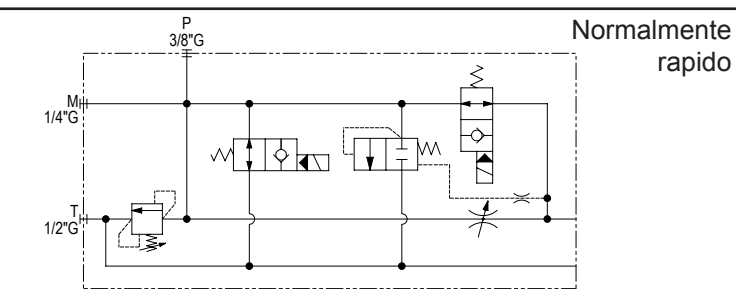 Normalmente
rapido
P
3/8"G
M
1/4"G
T
1/2"G